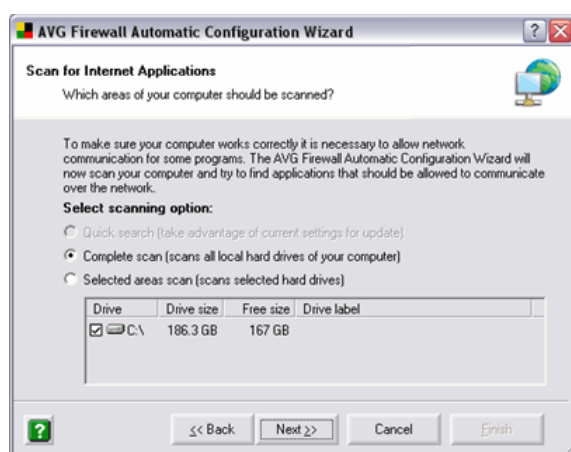 AVG Firewall Automatic Configuration Wizard
Scan for Internet Applications
Which areas of your computer should be scanned?
To make sure your computer works correctly it is necessary to allow network
communication for some programs. The AVG Firewall Automatic Configuration Wizard will
now scan your computer and try to find applications that should be allowed to communicate
over the network.
Select scanning option:
Quick search (take advantage of current settings for update)
Complete scan (scans all local hard drives of your computer)
Selected areas scan (scans selected hard drives)
Drive Drive size Free size Drive label
C:\ 186.3 GB 167 GB
? << Back Next >> Cancel Finish